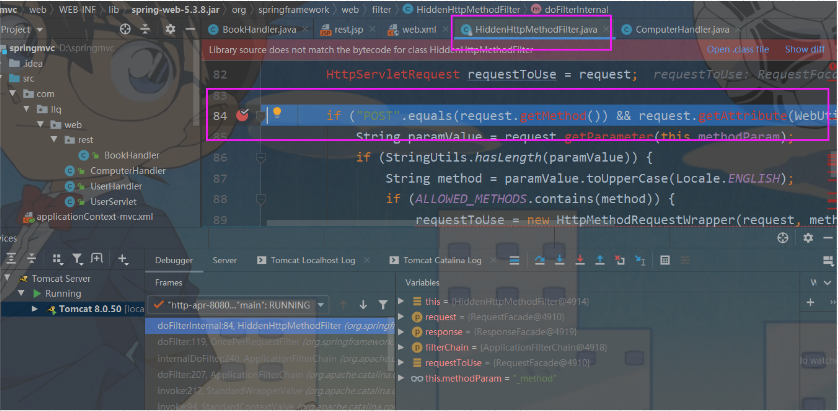 mvc web WEB-INF lib spring-web-5.3.8.jar org springframework web filter HiddenHttpMethodFilter doFilterInternal
Project
BookHandler.java rest.jsp web.xml HiddenHttpMethodFilter.java ComputerHandler.java
springmvc D:\springmv
Library source does not match the bytecode for class HiddenHttpMethodFilter Open .class file Show diff
.idea
82 HttpServletRequest requestToUse = request; requestToUse: RequestFaca
src
com
84 if ("POST".equals(request.getMethod()) && request.getAttribute(WebUti
llq
String paramValue = request.getParameter(this.methodParam);
web
86 if (StringUtils.hasLength(paramValue)) {
rest
87 String method = paramValue.toUpperCase(Locale.ENGLISH);
BookHandler
ComputerHandler
88 if (ALLOWED_METHODS.contains(method)) {
UserHandler
UserServlet
89 requestToUse = new HttpMethodRequestWrapper(request, meth
applicationContext-mvc.xml
vices
Debugger Server Tomcat Localhost Log Tomcat Catalina Log
Tomcat Server
Running
Tomcat 8.0.50 [loca
Frames
"http-apr-8080..."main": RUNNING
doFilterInternal:84, HiddenHttpMethodFilter (org.springf
doFilter:119, OncePerRequestFilter (org.springframework
internalDoFilter:240, ApplicationFilterChain (org.apache.
doFilter:207, ApplicationFilterChain (org.apache.catalina.c
invoke:212, StandardWrapperValve (org.apache.catalina
invoke:94, StandardContextValve (org.apache.catalina.co
Variables
this = {HiddenHttpMethodFilter@4914}
request = {RequestFacade@4910}
response = {ResponseFacade@4919}
filterChain = {ApplicationFilterChain@4918}
requestToUse = {RequestFacade@4910}
this.methodParam = "_method"
W
to watche